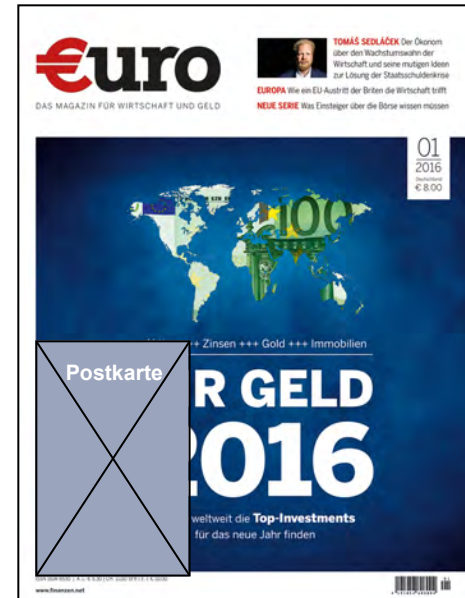 €uro
DAS MAGAZIN FÜR WIRTSCHAFT UND GELD
TOMÁŠ SEDLÁČEK Der Ökonom
über den Wachstumswahn der
Wirtschaft und seine mutigen Ideen
zur Lösung der Staatsschuldenkrise
EUROPA Wie ein EU-Austritt der Briten die Wirtschaft trifft
NEUE SERIE Was Einsteiger über die Börse wissen müssen
01
2016
Deutschland
€ 8,00
100
+++ Zinsen +++ Gold +++ Immobilien
Postkarte
R GELD
2016
weltweit die Top-Investments
für das neue Jahr finden
www.finanzen.net